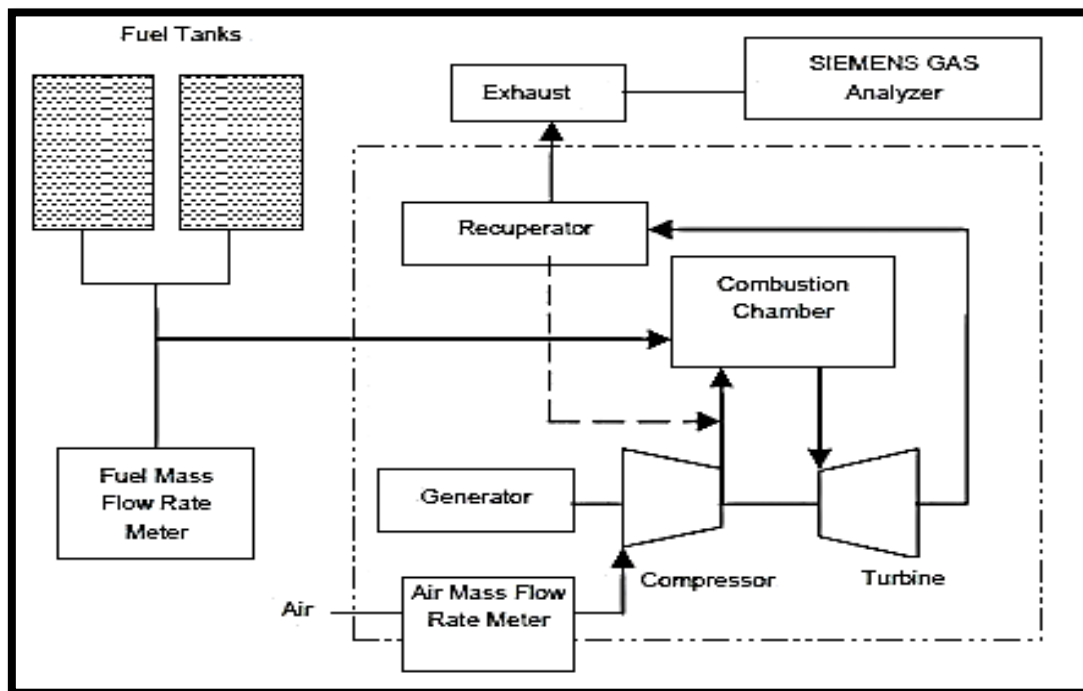 Fuel Tanks
SIEMENS GAS
Analyzer
Exhaust
Recuperator
Combustion
Chamber
Fuel Mass
Flow Rate
Meter
Generator
Compressor
Turbine
Air
Air Mass Flow
Rate Meter